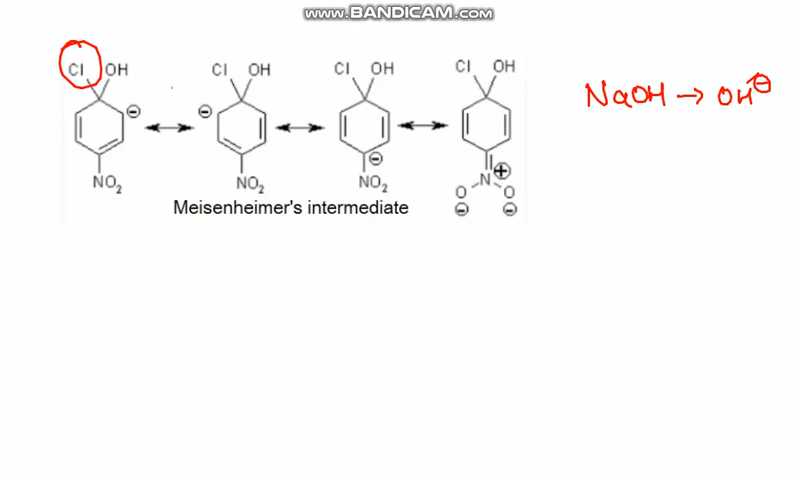 www.BANDICAM.com
Cl OH Cl OH Cl OH Cl OH
NaOH → OH⊖
⊖ ⊖
⊖ ⊕
NO2 NO2 NO2 N
O O
⊖ ⊖
Meisenheimer's intermediate